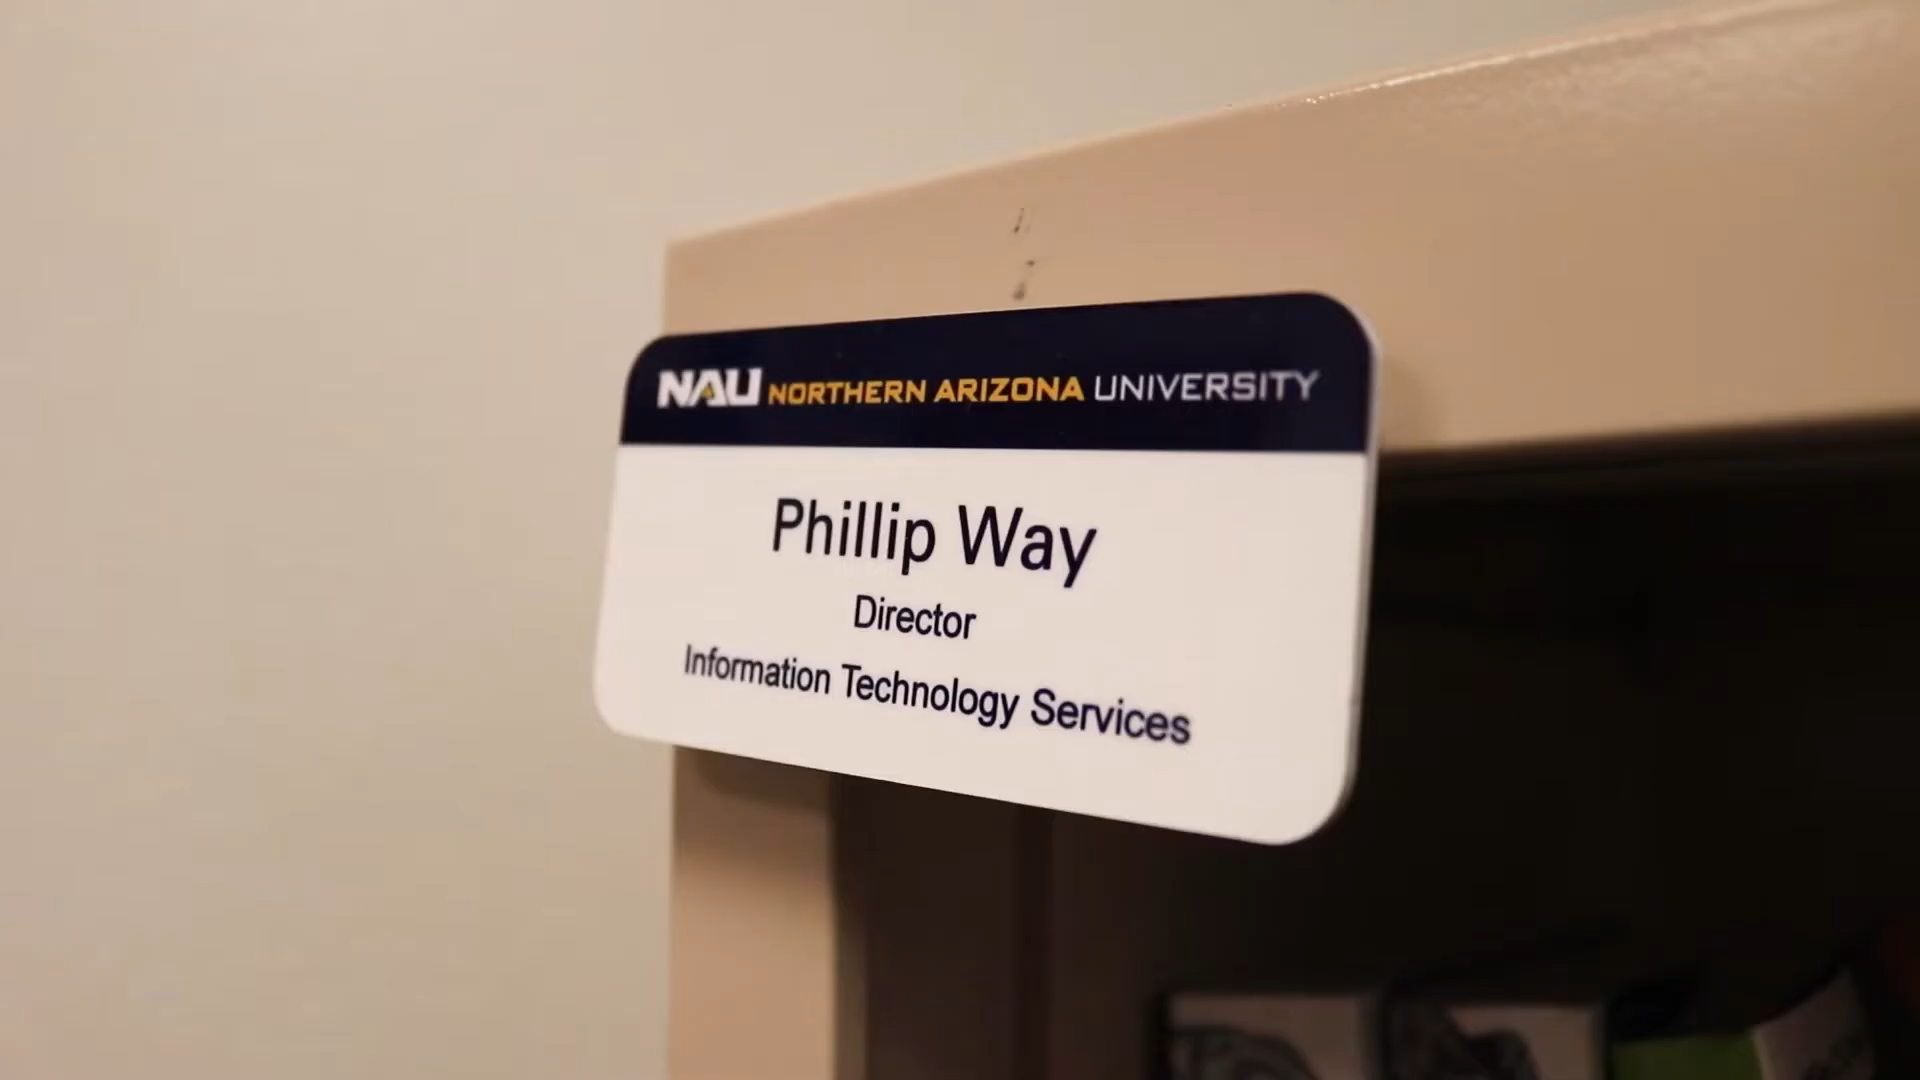 NAU NORTHERN ARIZONA UNIVERSITY
Phillip Way
Director
Information Technology Services